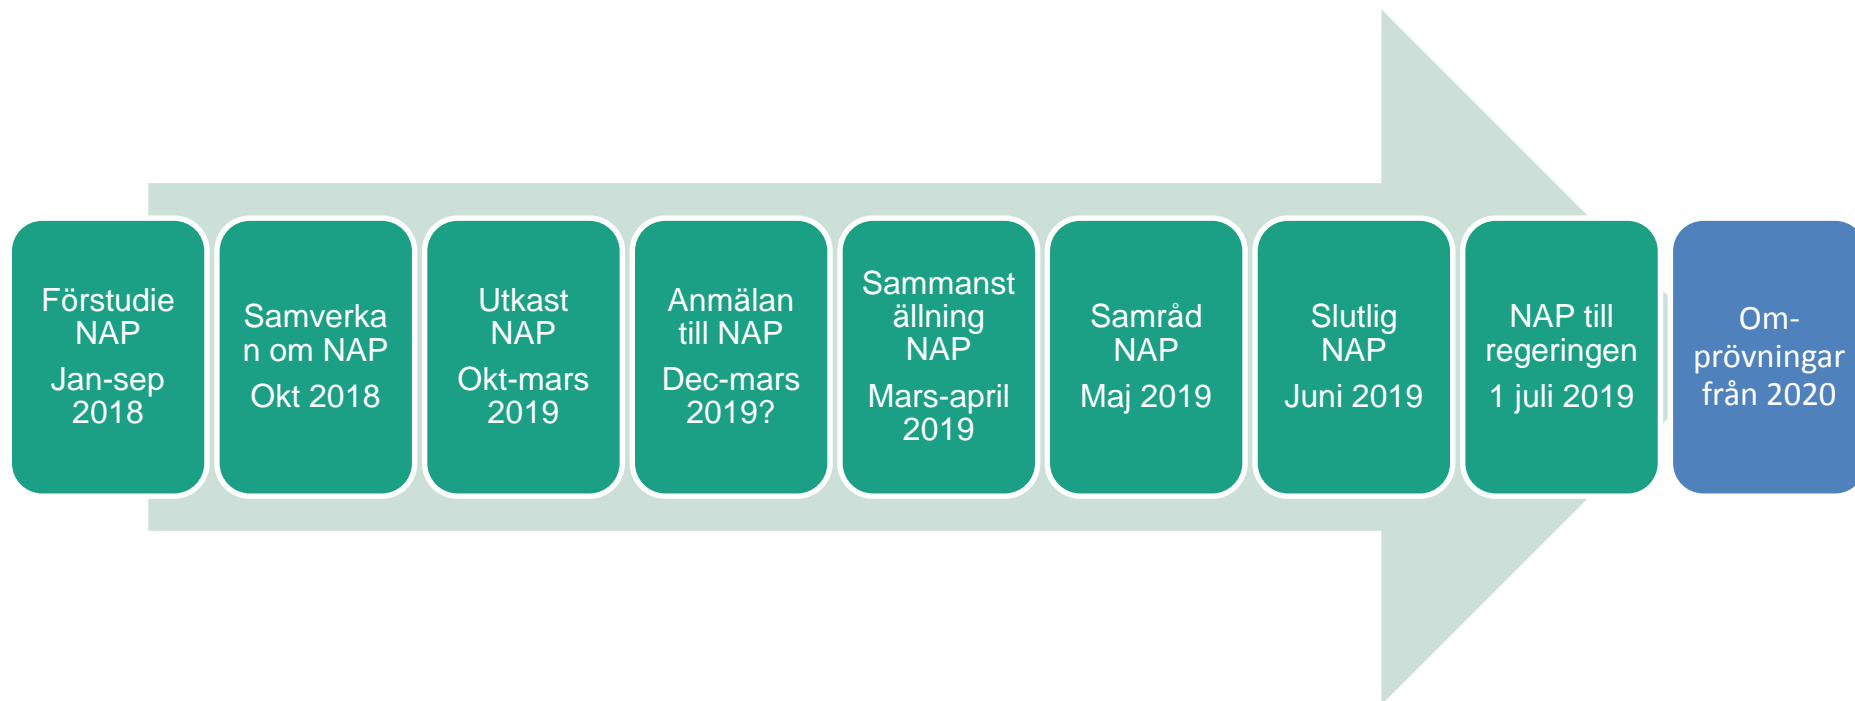 Förstudie
NAP
Jan-sep
2018
Samverka
n om NAP
Okt 2018
Utkast
NAP
Okt-mars
2019
Anmälan
till NAP
Dec-mars
2019?
Sammanst
ällning
NAP
Mars-april
2019
Samråd
NAP
Maj 2019
Slutlig
NAP
Juni 2019
NAP till
regeringen
1 juli 2019
Om-
prövningar
från 2020